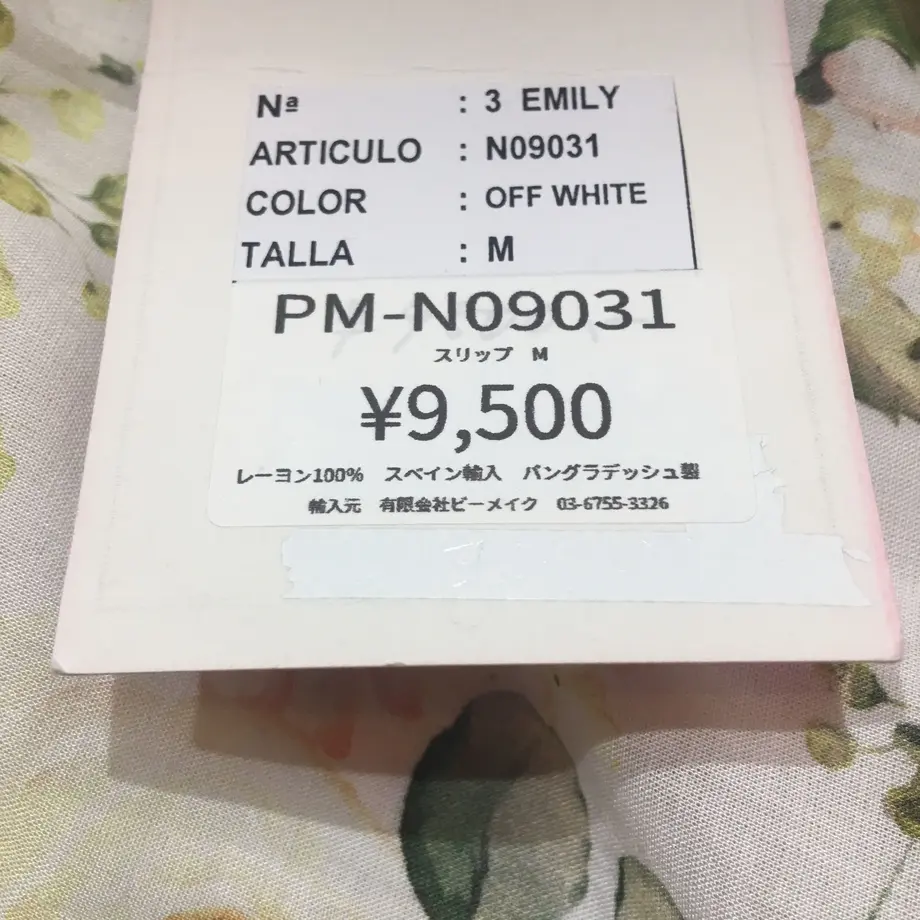 Nª : 3 EMILY
ARTICULO : N09031
COLOR : OFF WHITE
TALLA : M
PM-N09031
スリップ M
¥9,500
レーヨン100% スペイン輸入 バングラデッシュ製
輸入元 有限会社ビーメイク 03-6755-3326